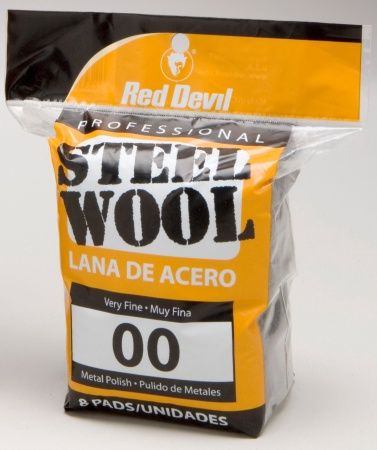 Red Devil
PROFESSIONAL
STEEL
WOOL
LANA DE ACERO
Very Fine • Muy Fina
00
Metal Polish • Pulido de Metales
8 PADS/UNIDADES